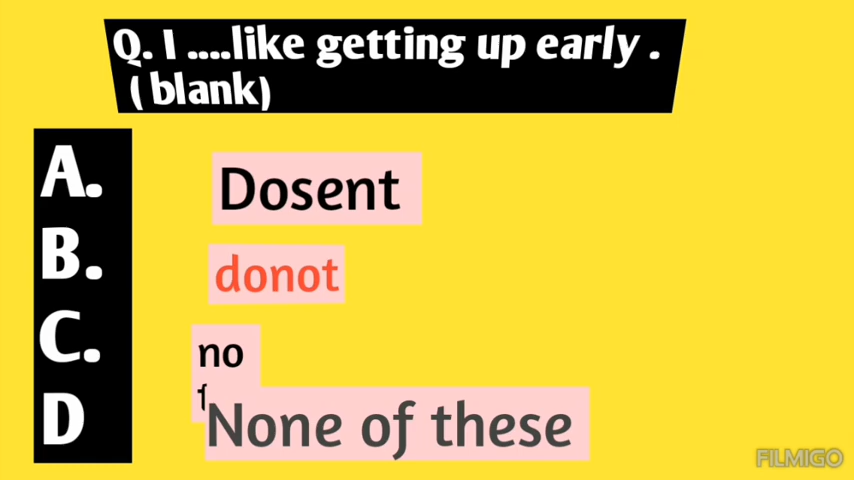 Q. I ....like getting up early .
( blank)
A.
Dosent
B.
donot
C.
no
D
None of these
FILMIGO